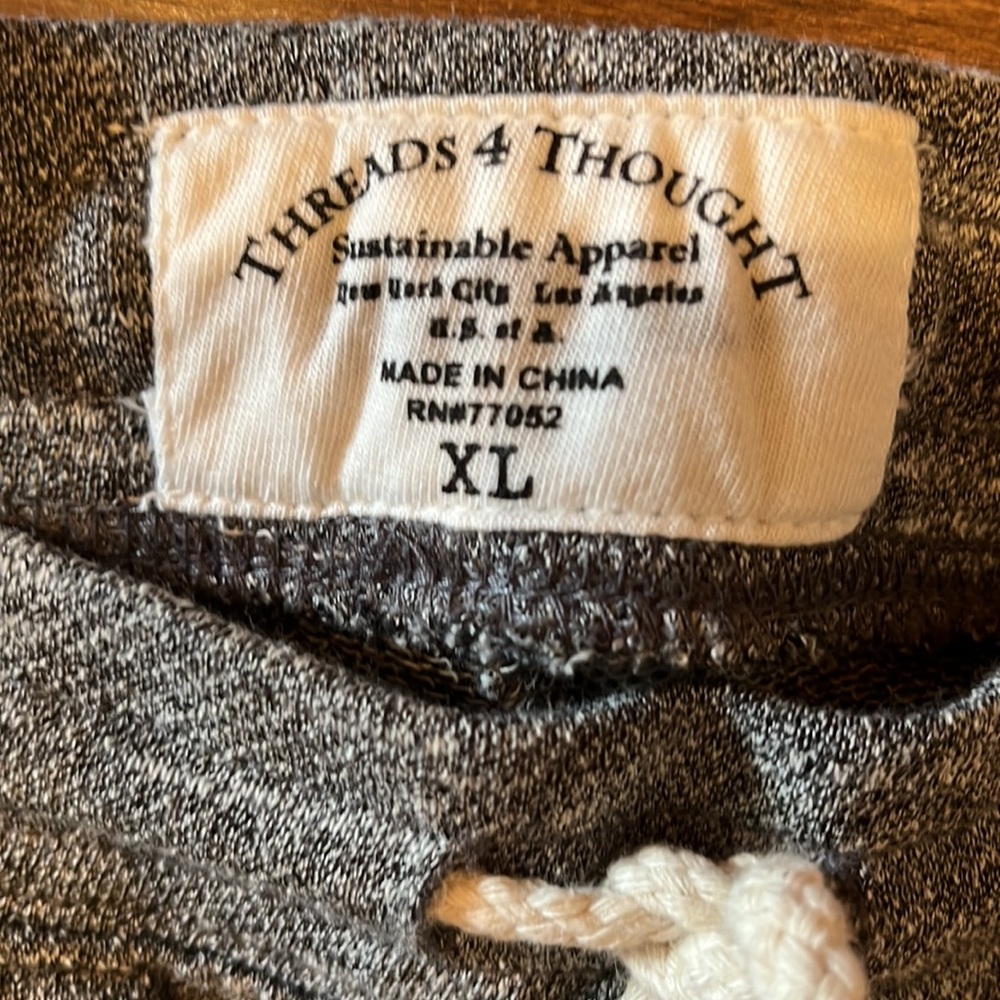 THREADS 4 THOUGHT
Sustainable Apparel
New York City Los Angeles
U.S. of A.
MADE IN CHINA
RN#77052
XL